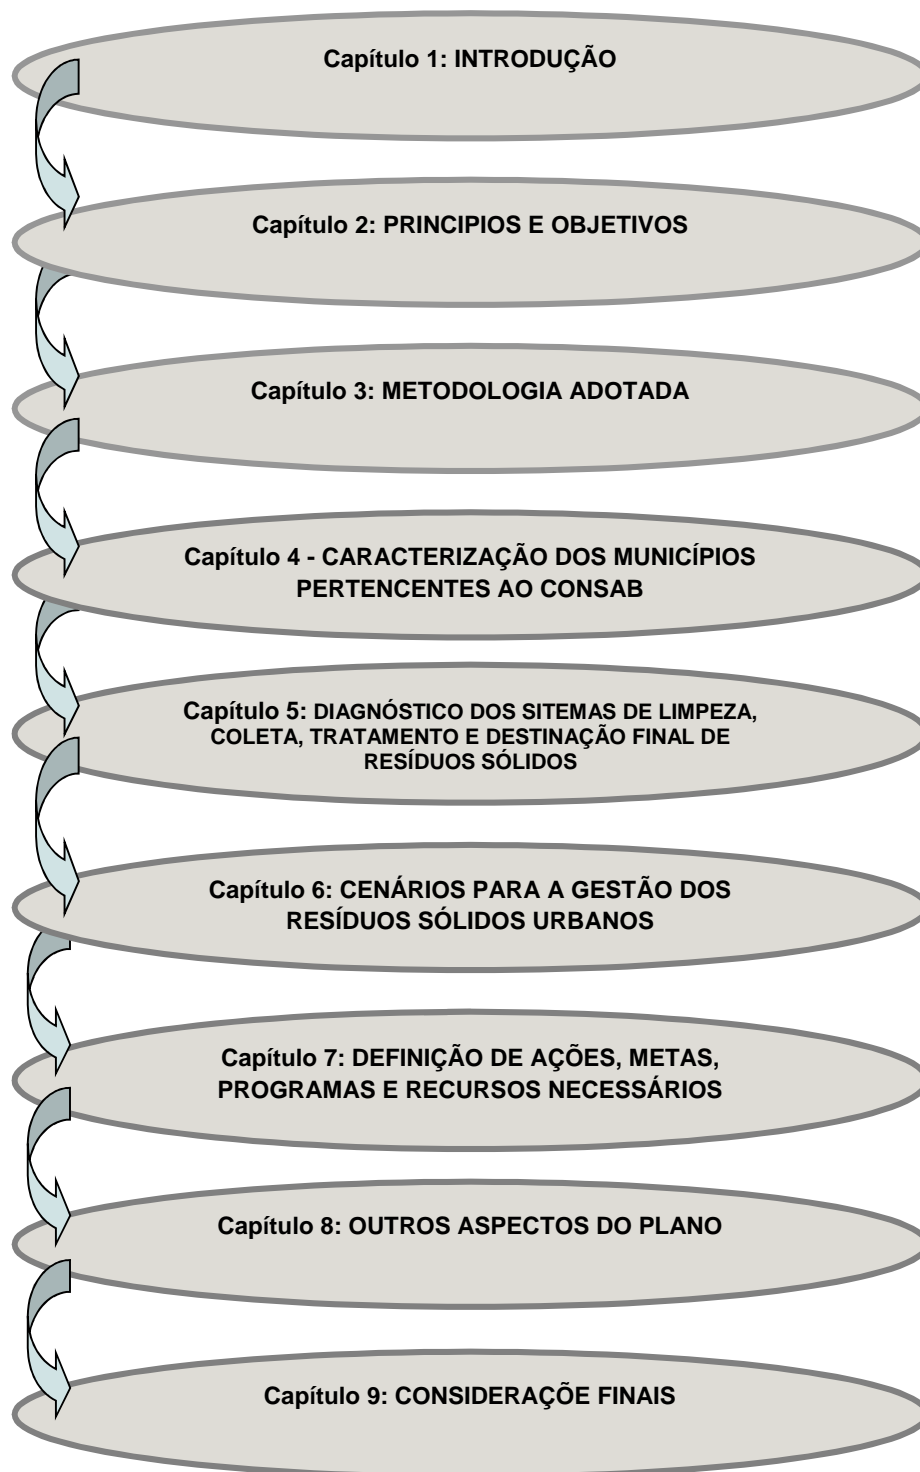 Capítulo 1: INTRODUÇÃO
Capítulo 2: PRINCIPIOS E OBJETIVOS
Capítulo 3: METODOLOGIA ADOTADA
Capítulo 4 - CARACTERIZAÇÃO DOS MUNICÍPIOS
PERTENCENTES AO CONSAB
Capítulo 5: DIAGNÓSTICO DOS SITEMAS DE LIMPEZA,
COLETA, TRATAMENTO E DESTINAÇÃO FINAL DE
RESÍDUOS SÓLIDOS
Capítulo 6: CENÁRIOS PARA A GESTÃO DOS
RESÍDUOS SÓLIDOS URBANOS
Capítulo 7: DEFINIÇÃO DE AÇÕES, METAS,
PROGRAMAS E RECURSOS NECESSÁRIOS
Capítulo 8: OUTROS ASPECTOS DO PLANO
Capítulo 9: CONSIDERAÇÕE FINAIS